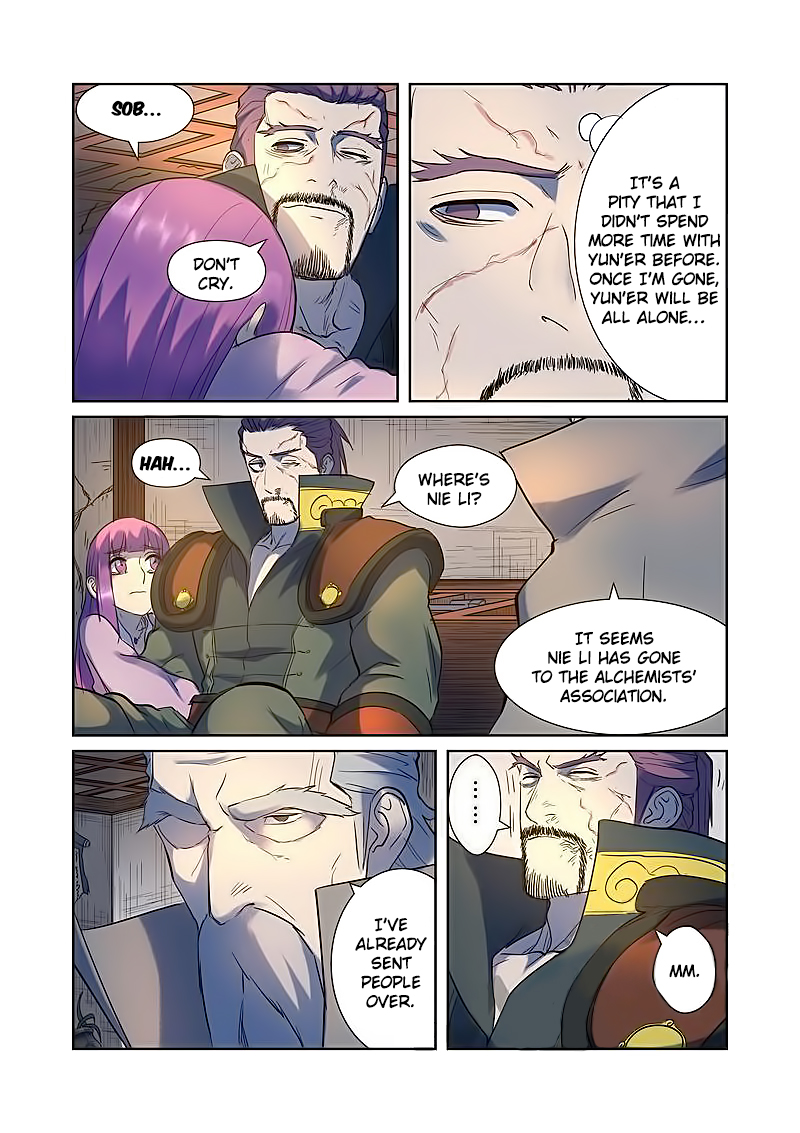 SOB...
DON'T
CRY.
IT'S A
PITY THAT I
DIDN'T SPEND
MORE TIME WITH
YUN'ER BEFORE.
ONCE I'M GONE,
YUN'ER WILL BE
ALL ALONE...
HAH...
WHERE'S
NIE LI?
IT SEEMS
NIE LI HAS GONE
TO THE ALCHEMISTS'
ASSOCIATION.
I'VE
ALREADY
SENT
PEOPLE
OVER.
......
MM.